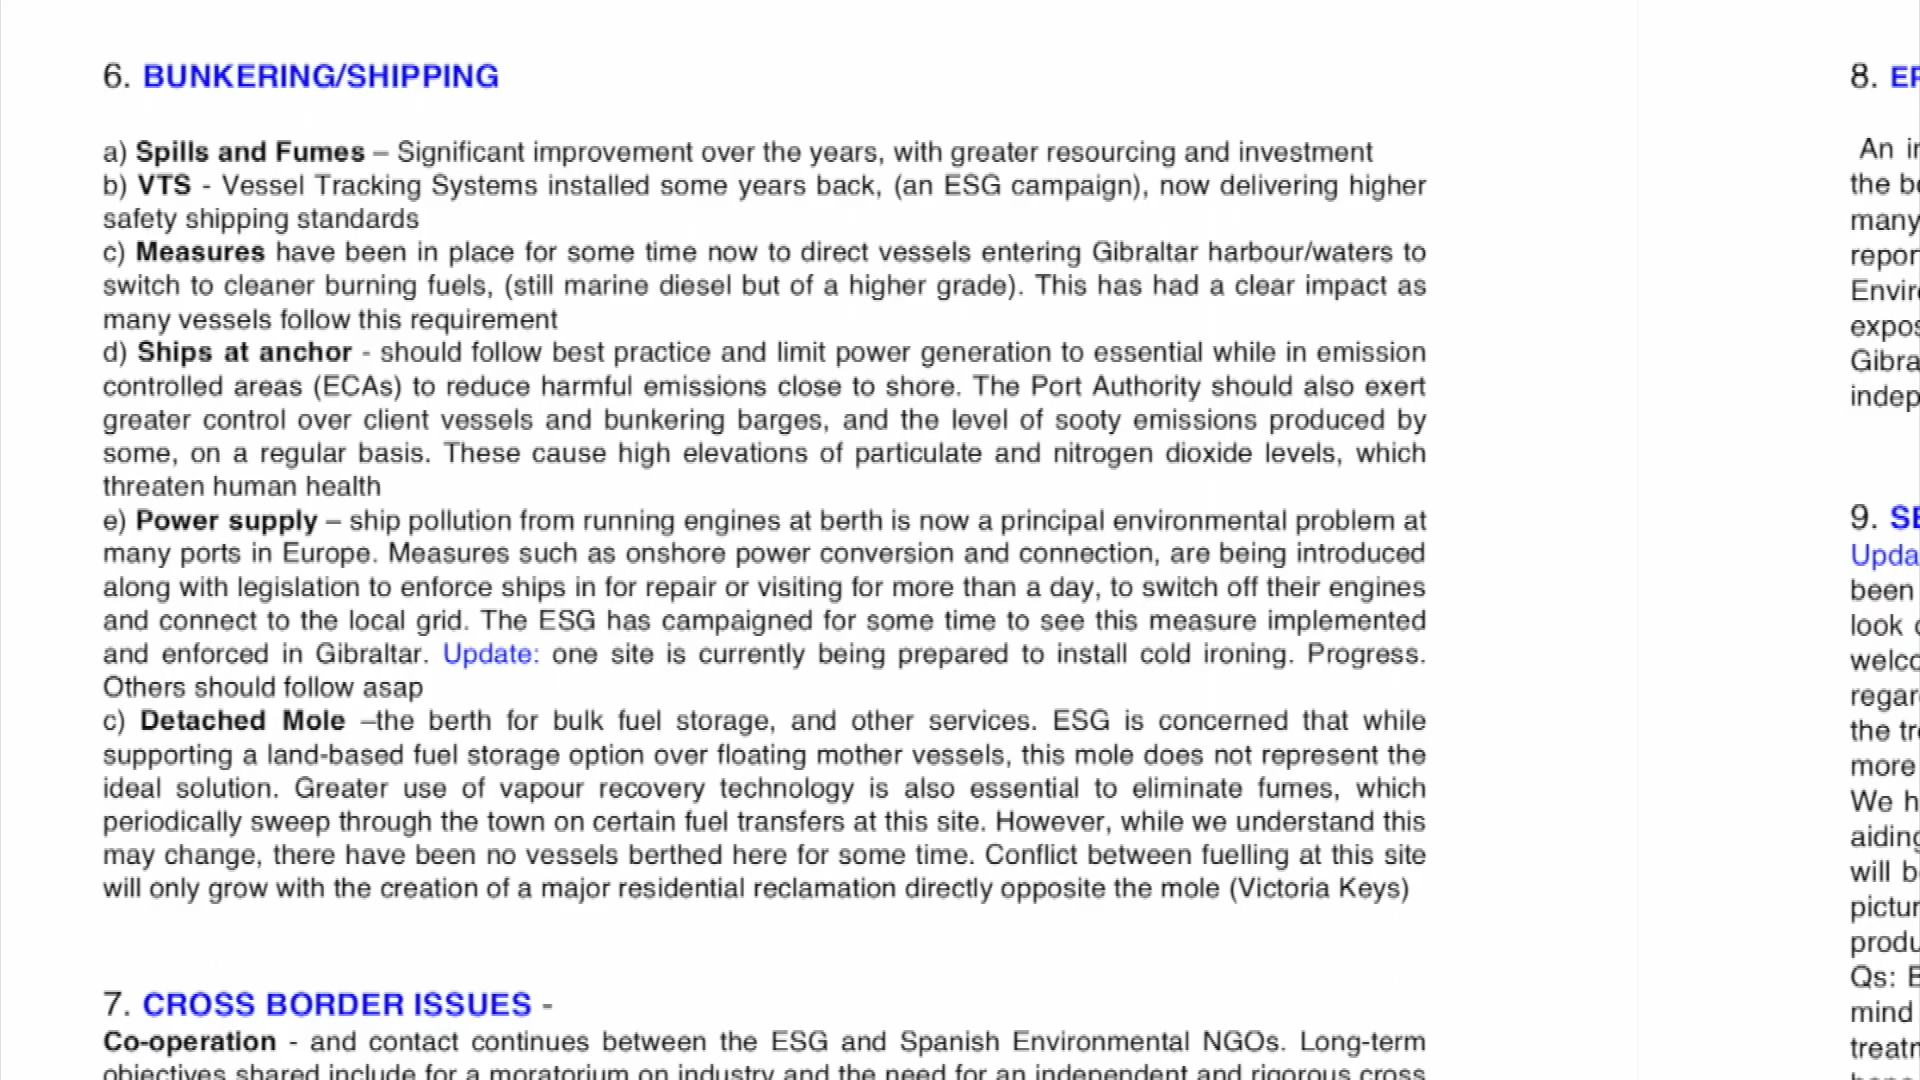 6. BUNKERING/SHIPPING
a) Spills and Fumes – Significant improvement over the years, with greater resourcing and investment
b) VTS - Vessel Tracking Systems installed some years back, (an ESG campaign), now delivering higher
safety shipping standards
c) Measures have been in place for some time now to direct vessels entering Gibraltar harbour/waters to
switch to cleaner burning fuels, (still marine diesel but of a higher grade). This has had a clear impact as
many vessels follow this requirement
d) Ships at anchor - should follow best practice and limit power generation to essential while in emission
controlled areas (ECAs) to reduce harmful emissions close to shore. The Port Authority should also exert
greater control over client vessels and bunkering barges, and the level of sooty emissions produced by
some, on a regular basis. These cause high elevations of particulate and nitrogen dioxide levels, which
threaten human health
e) Power supply – ship pollution from running engines at berth is now a principal environmental problem at
many ports in Europe. Measures such as onshore power conversion and connection, are being introduced
along with legislation to enforce ships in for repair or visiting for more than a day, to switch off their engines
and connect to the local grid. The ESG has campaigned for some time to see this measure implemented
and enforced in Gibraltar. Update: one site is currently being prepared to install cold ironing. Progress.
Others should follow asap
c) Detached Mole –the berth for bulk fuel storage, and other services. ESG is concerned that while
supporting a land-based fuel storage option over floating mother vessels, this mole does not represent the
ideal solution. Greater use of vapour recovery technology is also essential to eliminate fumes, which
periodically sweep through the town on certain fuel transfers at this site. However, while we understand this
may change, there have been no vessels berthed here for some time. Conflict between fuelling at this site
will only grow with the creation of a major residential reclamation directly opposite the mole (Victoria Keys)
7. CROSS BORDER ISSUES -
Co-operation - and contact continues between the ESG and Spanish Environmental NGOs. Long-term
objectives shared include for a moratorium on industry and the need for an independent and rigorous cross
8.
An
the
many
9.
been
look
the
more
We
will
Qs:
mind